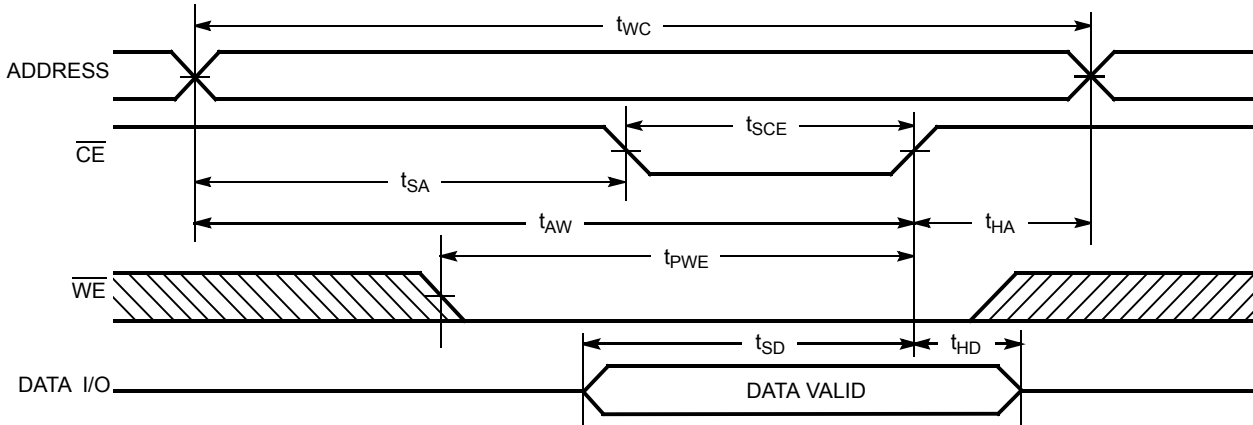 tWC
ADDRESS
CE
tSCE
tSA
tAW
tHA
tPWE
WE
tSD
tHD
DATA I/O
DATA VALID